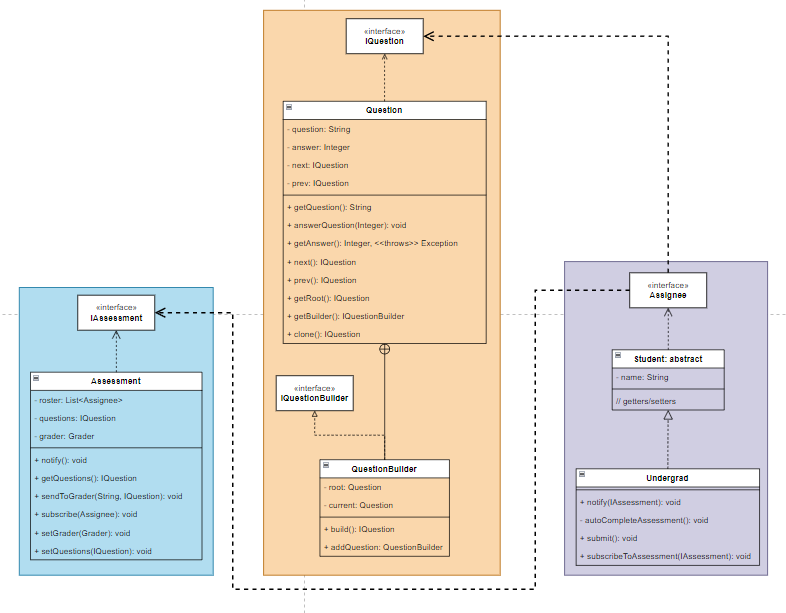 «interface»
IQuestion
Question
- question: String
- answer: Integer
- next: IQuestion
- prev: IQuestion
+ getQuestion(): String
+ answerQuestion(Integer): void
+ getAnswer(): Integer, <<throws>> Exception
+ next(): IQuestion
+ prev(): IQuestion
+ getRoot(): IQuestion
+ getBuilder(): IQuestionBuilder
+ clone(): IQuestion
«interface»
IQuestionBuilder
QuestionBuilder
- root: Question
- current: Question
+ build(): IQuestion
+ addQuestion: QuestionBuilder
«interface»
IAssessment
Assessment
- roster: List<Assignee>
- questions: IQuestion
- grader: Grader
+ notify(): void
+ getQuestions(): IQuestion
+ sendToGrader(String, IQuestion): void
+ subscribe(Assignee): void
+ setGrader(Grader): void
+ setQuestions(IQuestion): void
«interface»
Assignee
Student: abstract
- name: String
// getters/setters
Undergrad
+ notify(IAssessment): void
- autoCompleteAssessment(): void
+ submit(): void
+ subscribeToAssessment(IAssessment): void